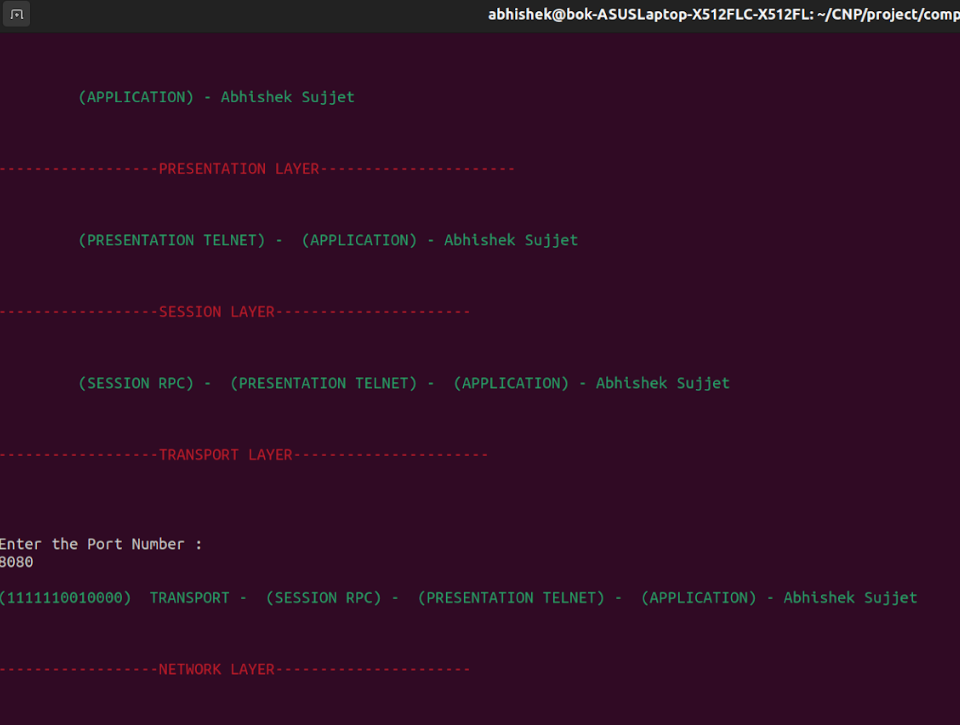 abhishek@bok-ASUSLaptop-X512FLC-X512FL: ~/CNP/project/comp
(APPLICATION) - Abhishek Sujjet
------------------PRESENTATION LAYER----------------------
(PRESENTATION TELNET) -  (APPLICATION) - Abhishek Sujjet
------------------SESSION LAYER----------------------
(SESSION RPC) -  (PRESENTATION TELNET) -  (APPLICATION) - Abhishek Sujjet
------------------TRANSPORT LAYER----------------------
Enter the Port Number :
8080
(1111110010000)  TRANSPORT -  (SESSION RPC) -  (PRESENTATION TELNET) -  (APPLICATION) - Abhishek Sujjet
------------------NETWORK LAYER----------------------